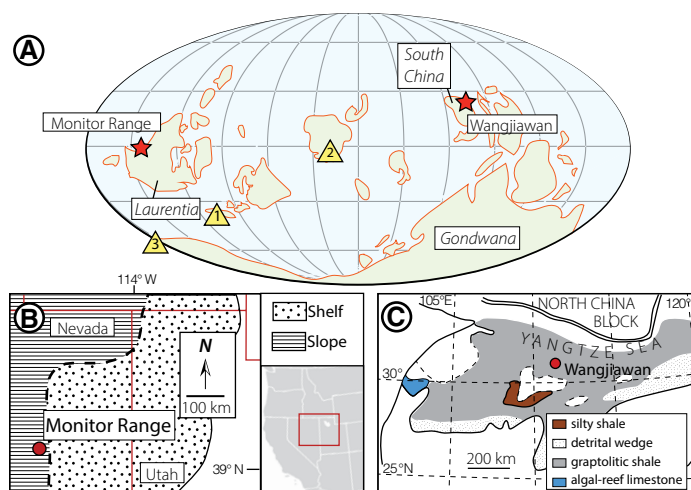 A
South
China
Monitor Range
Wangjiawan
2
Laurentia
1
3
Gondwana
114° W
B
Nevada
Shelf
Slope
N
100 km
Monitor Range
Utah
39° N
C
105°E
NORTH CHINA
BLOCK
120°
YANGTZE SEA
30°
Wangjiawan
silty shale
detrital wedge
graptolitic shale
algal-reef limestone
200 km
25°N